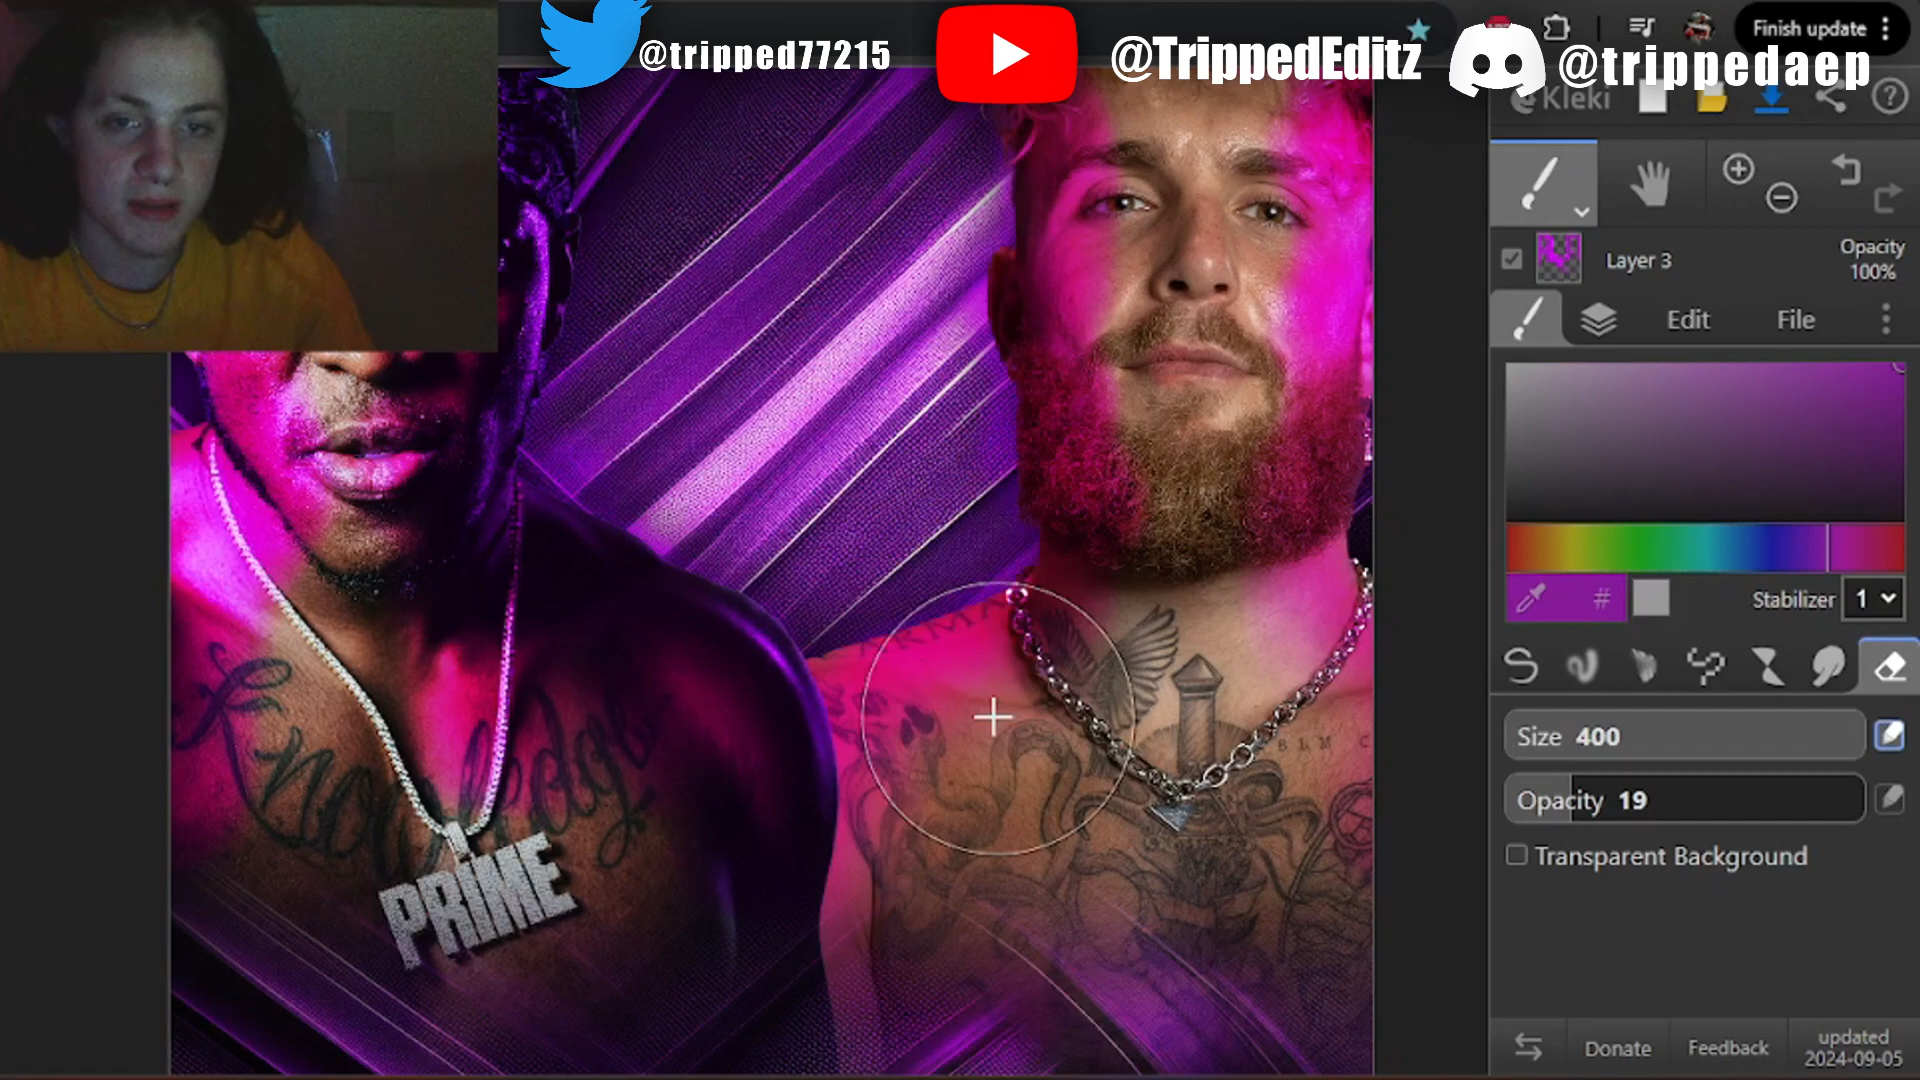 @tripped77215
@TrippedEditz
@trippedaep
Finish update
Kleki
Layer 3
Opacity
100%
Edit
File
#
Stabilizer 1
Size 400
Opacity 19
Transparent Background
Donate
Feedback
updated
2024-09-05
Knowledge
PRIME